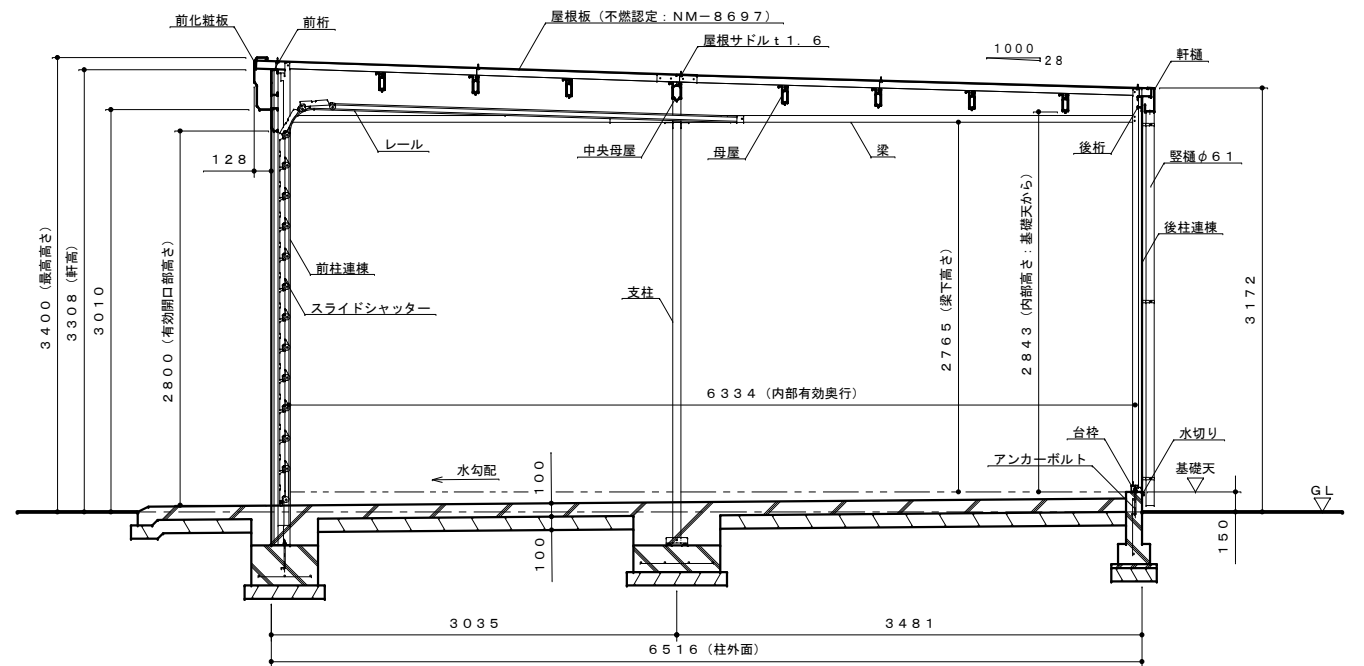 前化粧板
前桁
屋根板（不燃認定：NM－8697）
屋根サドルt1．6
1000
28
軒樋
レール
中央母屋
母屋
梁
後桁
竪樋φ61
128
3400（最高高さ）
3308（軒高）
3010
2800（有効開口部高さ）
前柱連棟
スライドシャッター
支柱
2765（梁下高さ）
2843（内部高さ：基礎天から）
後柱連棟
3172
6334（内部有効奥行）
台枠
水切り
アンカーボルト
基礎天
水勾配
100
100
GL
150
3035
3481
6516（柱外面）